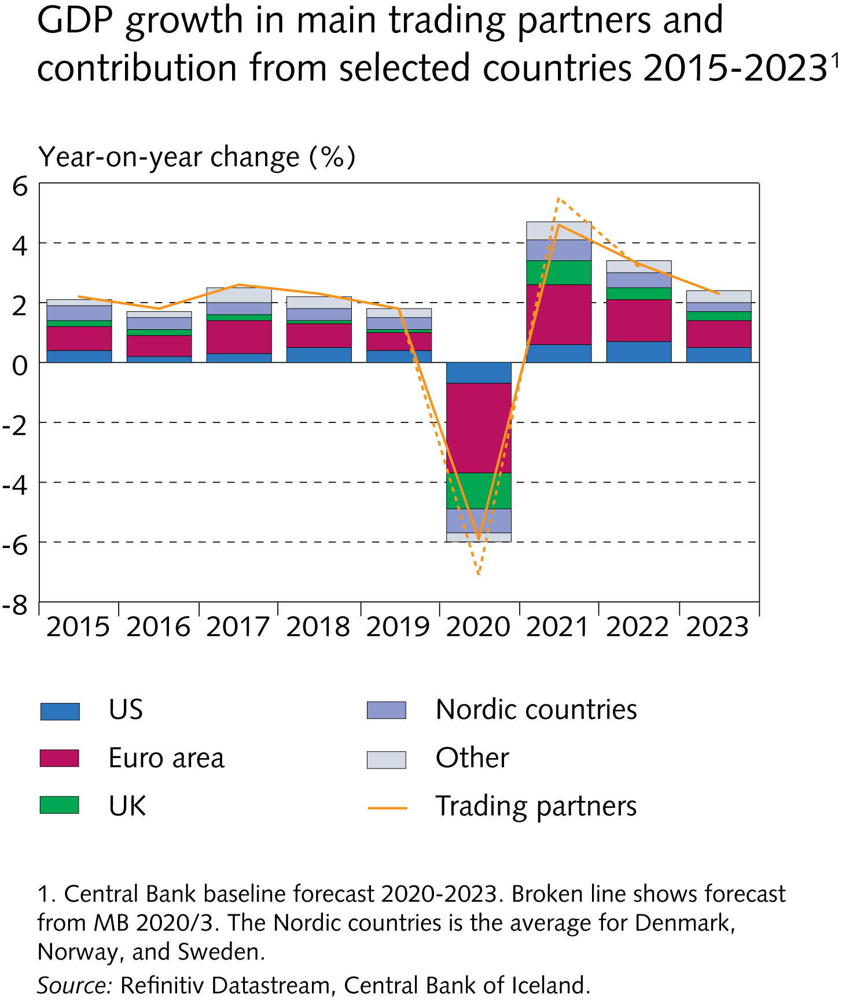 GDP growth in main trading partners and
contribution from selected countries 2015-2023¹
Year-on-year change (%)
6
4
2
0
-2
-4
-6
-8
2015 2016 2017 2018 2019 2020 2021 2022 2023
US
Euro area
UK
Nordic countries
Other
Trading partners
1. Central Bank baseline forecast 2020-2023. Broken line shows forecast
from MB 2020/3. The Nordic countries is the average for Denmark,
Norway, and Sweden.
Source: Refinitiv Datastream, Central Bank of Iceland.